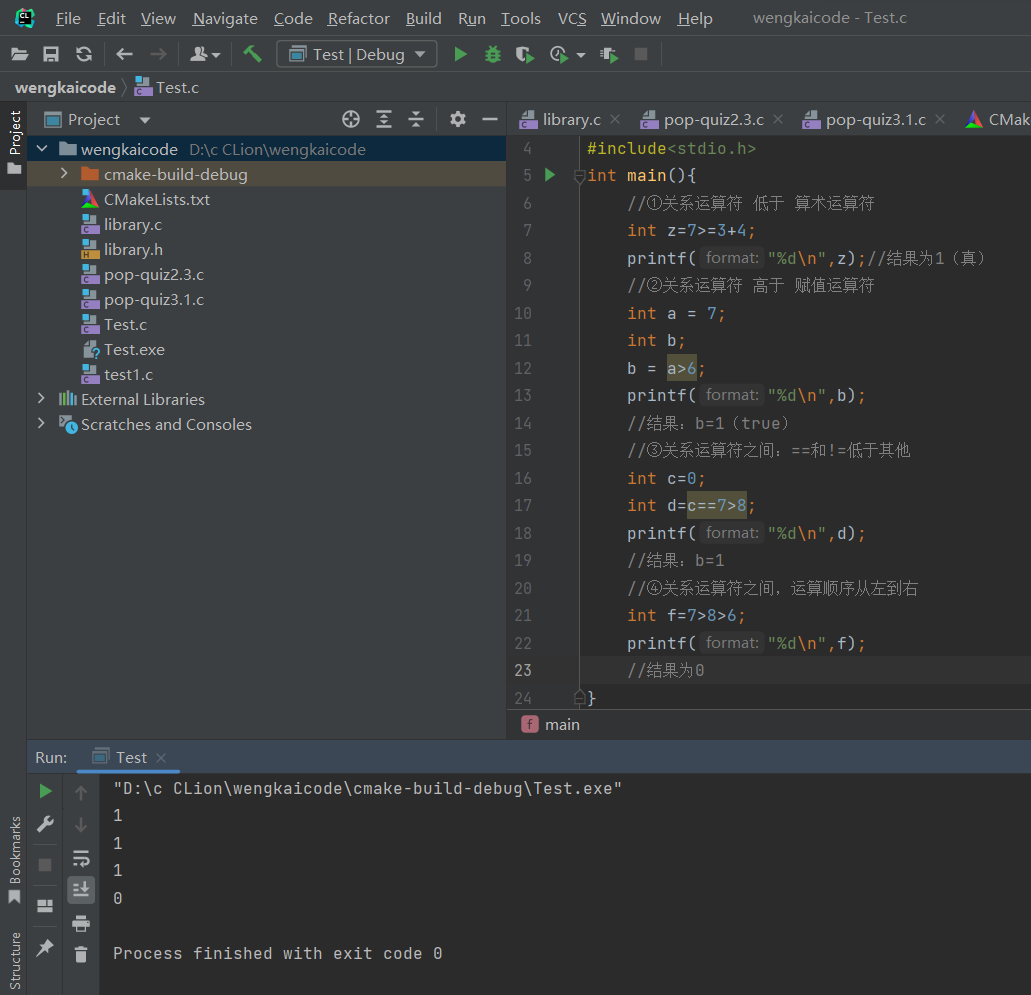 File Edit View Navigate Code Refactor Build Run Tools VCS Window Help wengkaicode - Test.c
Test | Debug
wengkaicode Test.c
Project
Project
library.c
pop-quiz2.3.c
pop-quiz3.1.c
CMak
wengkaicode D:\c CLion\wengkaicode
cmake-build-debug
CMakeLists.txt
library.c
library.h
pop-quiz2.3.c
pop-quiz3.1.c
Test.c
Test.exe
test1.c
External Libraries
Scratches and Consoles
4 #include<stdio.h>
5 int main(){
6 //①关系运算符 低于 算术运算符
7 int z=7>=3+4;
8 printf( format: "%d\n",z);//结果为1（真）
9 //②关系运算符 高于 赋值运算符
10 int a = 7;
11 int b;
12 b = a>6;
13 printf( format: "%d\n",b);
14 //结果：b=1（true）
15 //③关系运算符之间：==和!=低于其他
16 int c=0;
17 int d=c==7>8;
18 printf( format: "%d\n",d);
19 //结果：b=1
20 //④关系运算符之间，运算顺序从左到右
21 int f=7>8>6;
22 printf( format: "%d\n",f);
23 //结果为0
24 }
f main
Run: Test
"D:\c CLion\wengkaicode\cmake-build-debug\Test.exe"
1
1
1
0
Process finished with exit code 0
Bookmarks
Structure